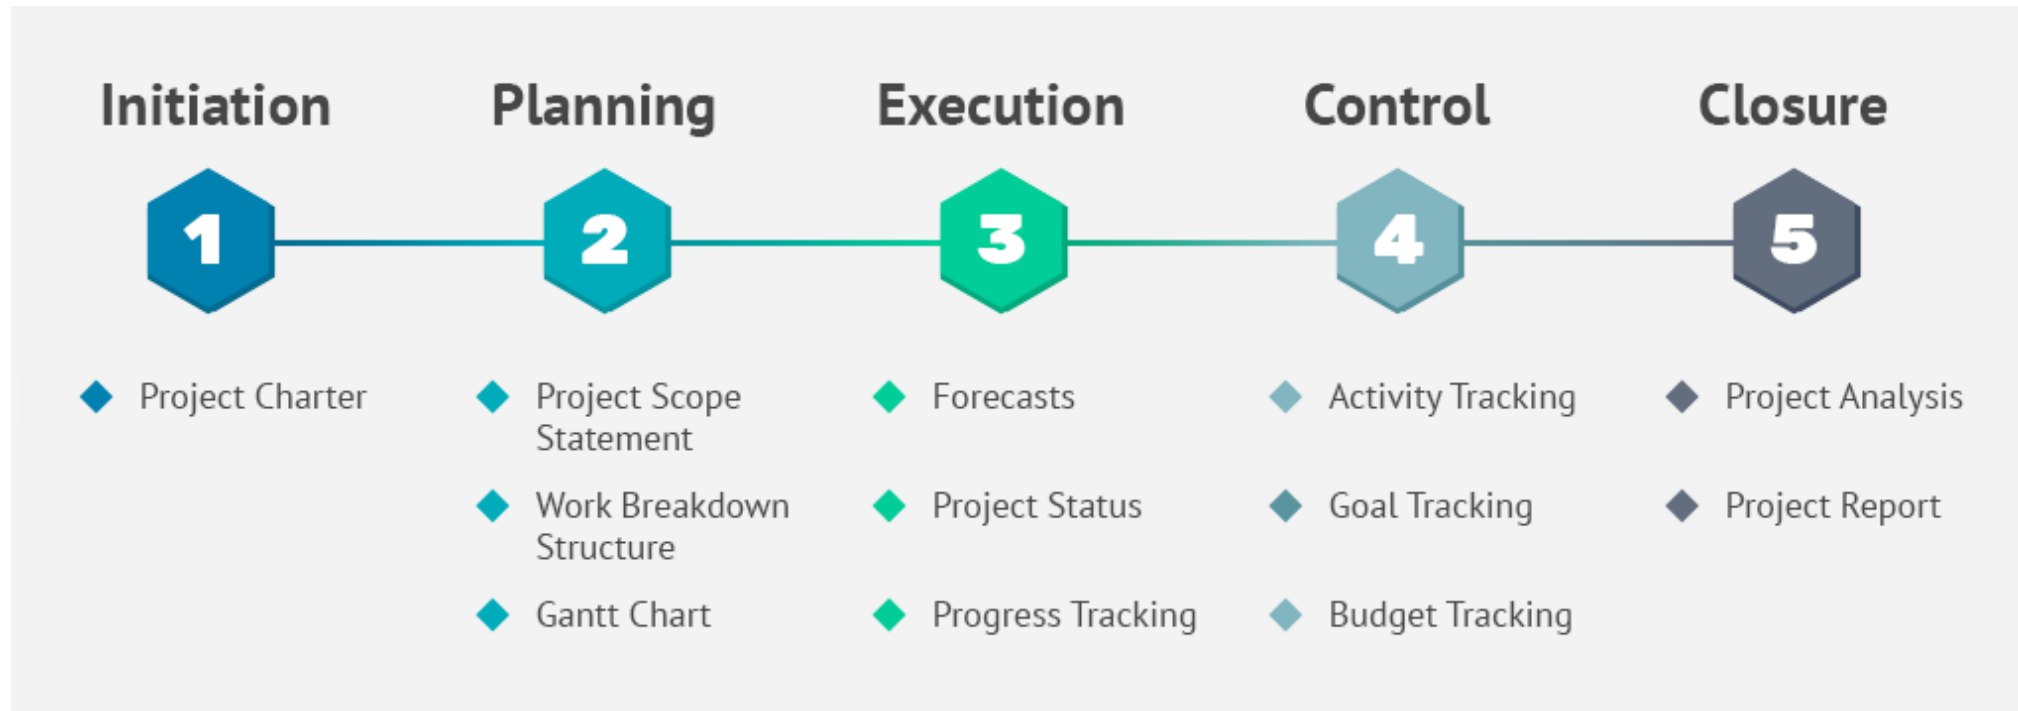 Initiation
Planning
Execution
Control
Closure
1
2
3
4
5
Project Charter
Project Scope
Statement
Work Breakdown
Structure
Gantt Chart
Forecasts
Project Status
Progress Tracking
Activity Tracking
Goal Tracking
Budget Tracking
Project Analysis
Project Report